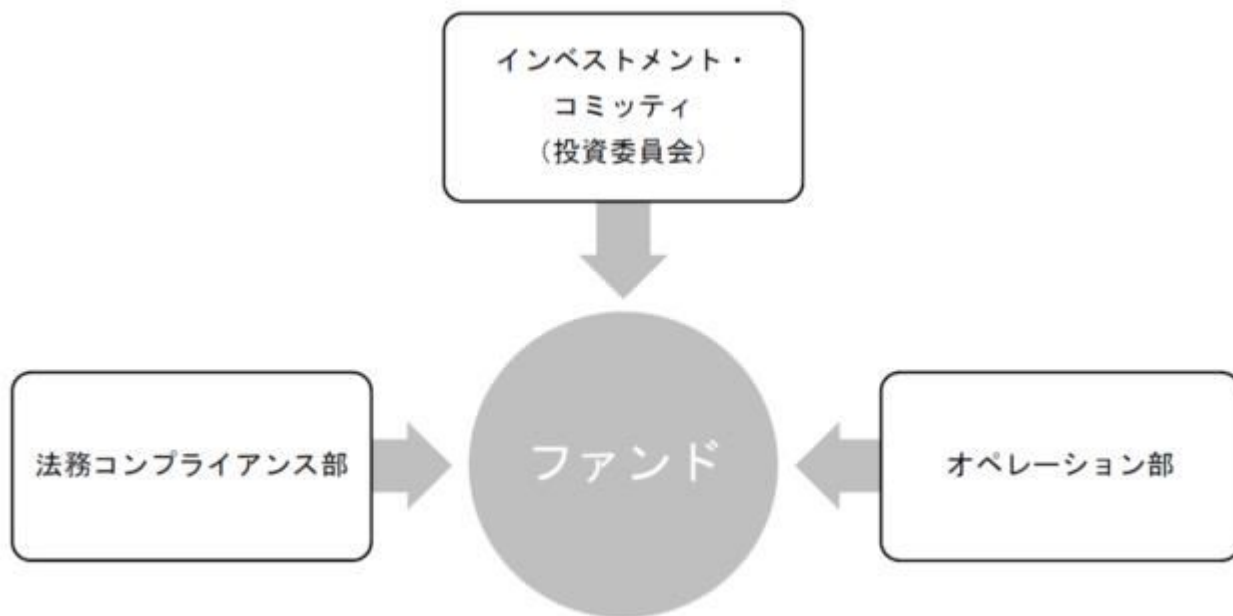 インベストメント・
コミッティ
（投資委員会）
法務コンプライアンス部
ファンド
オペレーション部